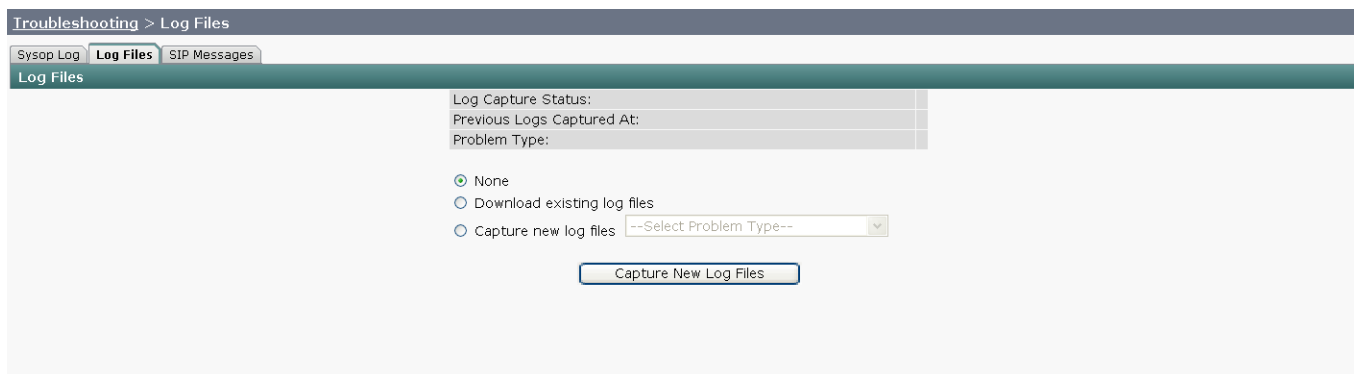 Troubleshooting > Log Files
Sysop Log Log Files SIP Messages
Log Files
Log Capture Status:
Previous Logs Captured At:
Problem Type:
None
Download existing log files
Capture new log files --Select Problem Type--
Capture New Log Files